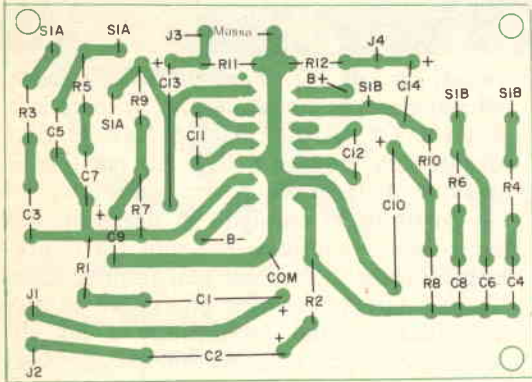 S1A
S1A
J3
Massa
J4
+
+
R11
R12
R3
R5
C13
B+
C14
S1A
R9
S1B
S1B
S1B
C5
C11
C12
+
R10
C7
R6
R4
C3
+
R7
C10
C9
B-
R1
COM
R8
C8
C6
C4
J1
C1
R2
+
+
J2
C2